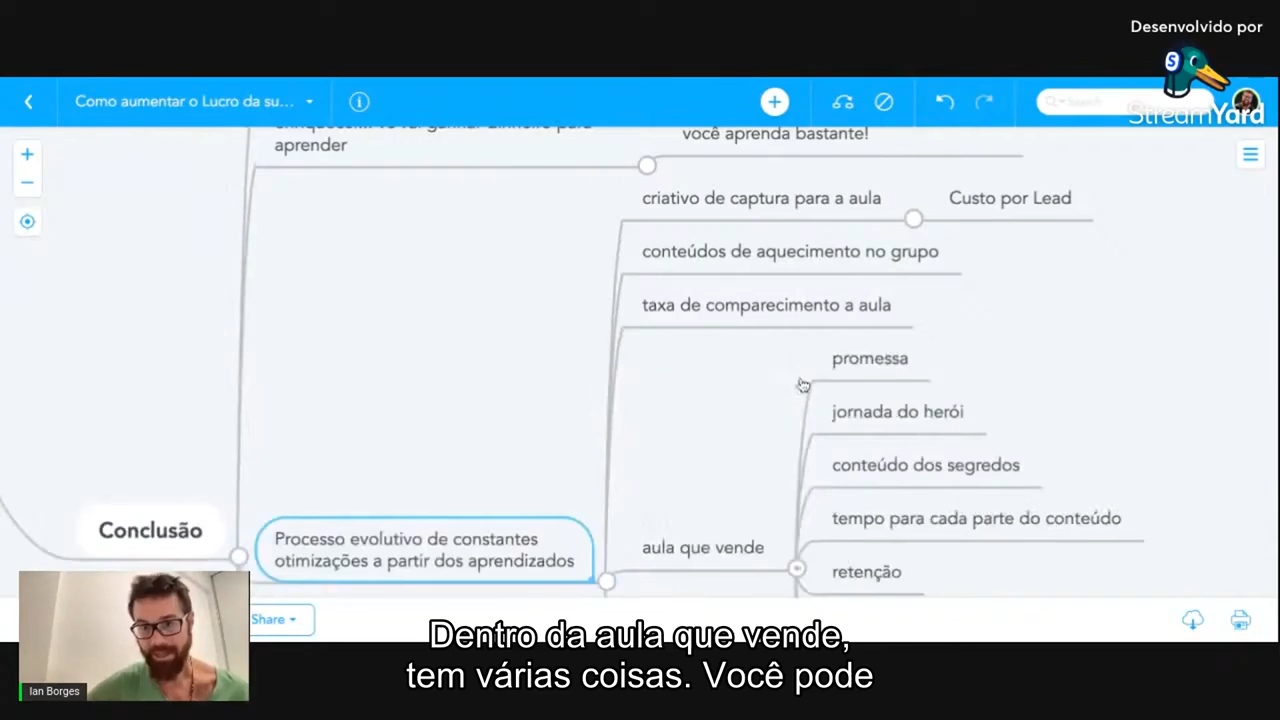 Desenvolvido por
StreamYard
Como aumentar o Lucro da su...
Search
aprender
você aprenda bastante!
criativo de captura para a aula
Custo por Lead
conteúdos de aquecimento no grupo
taxa de comparecimento a aula
promessa
jornada do herói
conteúdo dos segredos
tempo para cada parte do conteúdo
Conclusão
Processo evolutivo de constantes
otimizações a partir dos aprendizados
aula que vende
retenção
Share
Ian Borges
Dentro da aula que vende,
tem várias coisas. Você pode